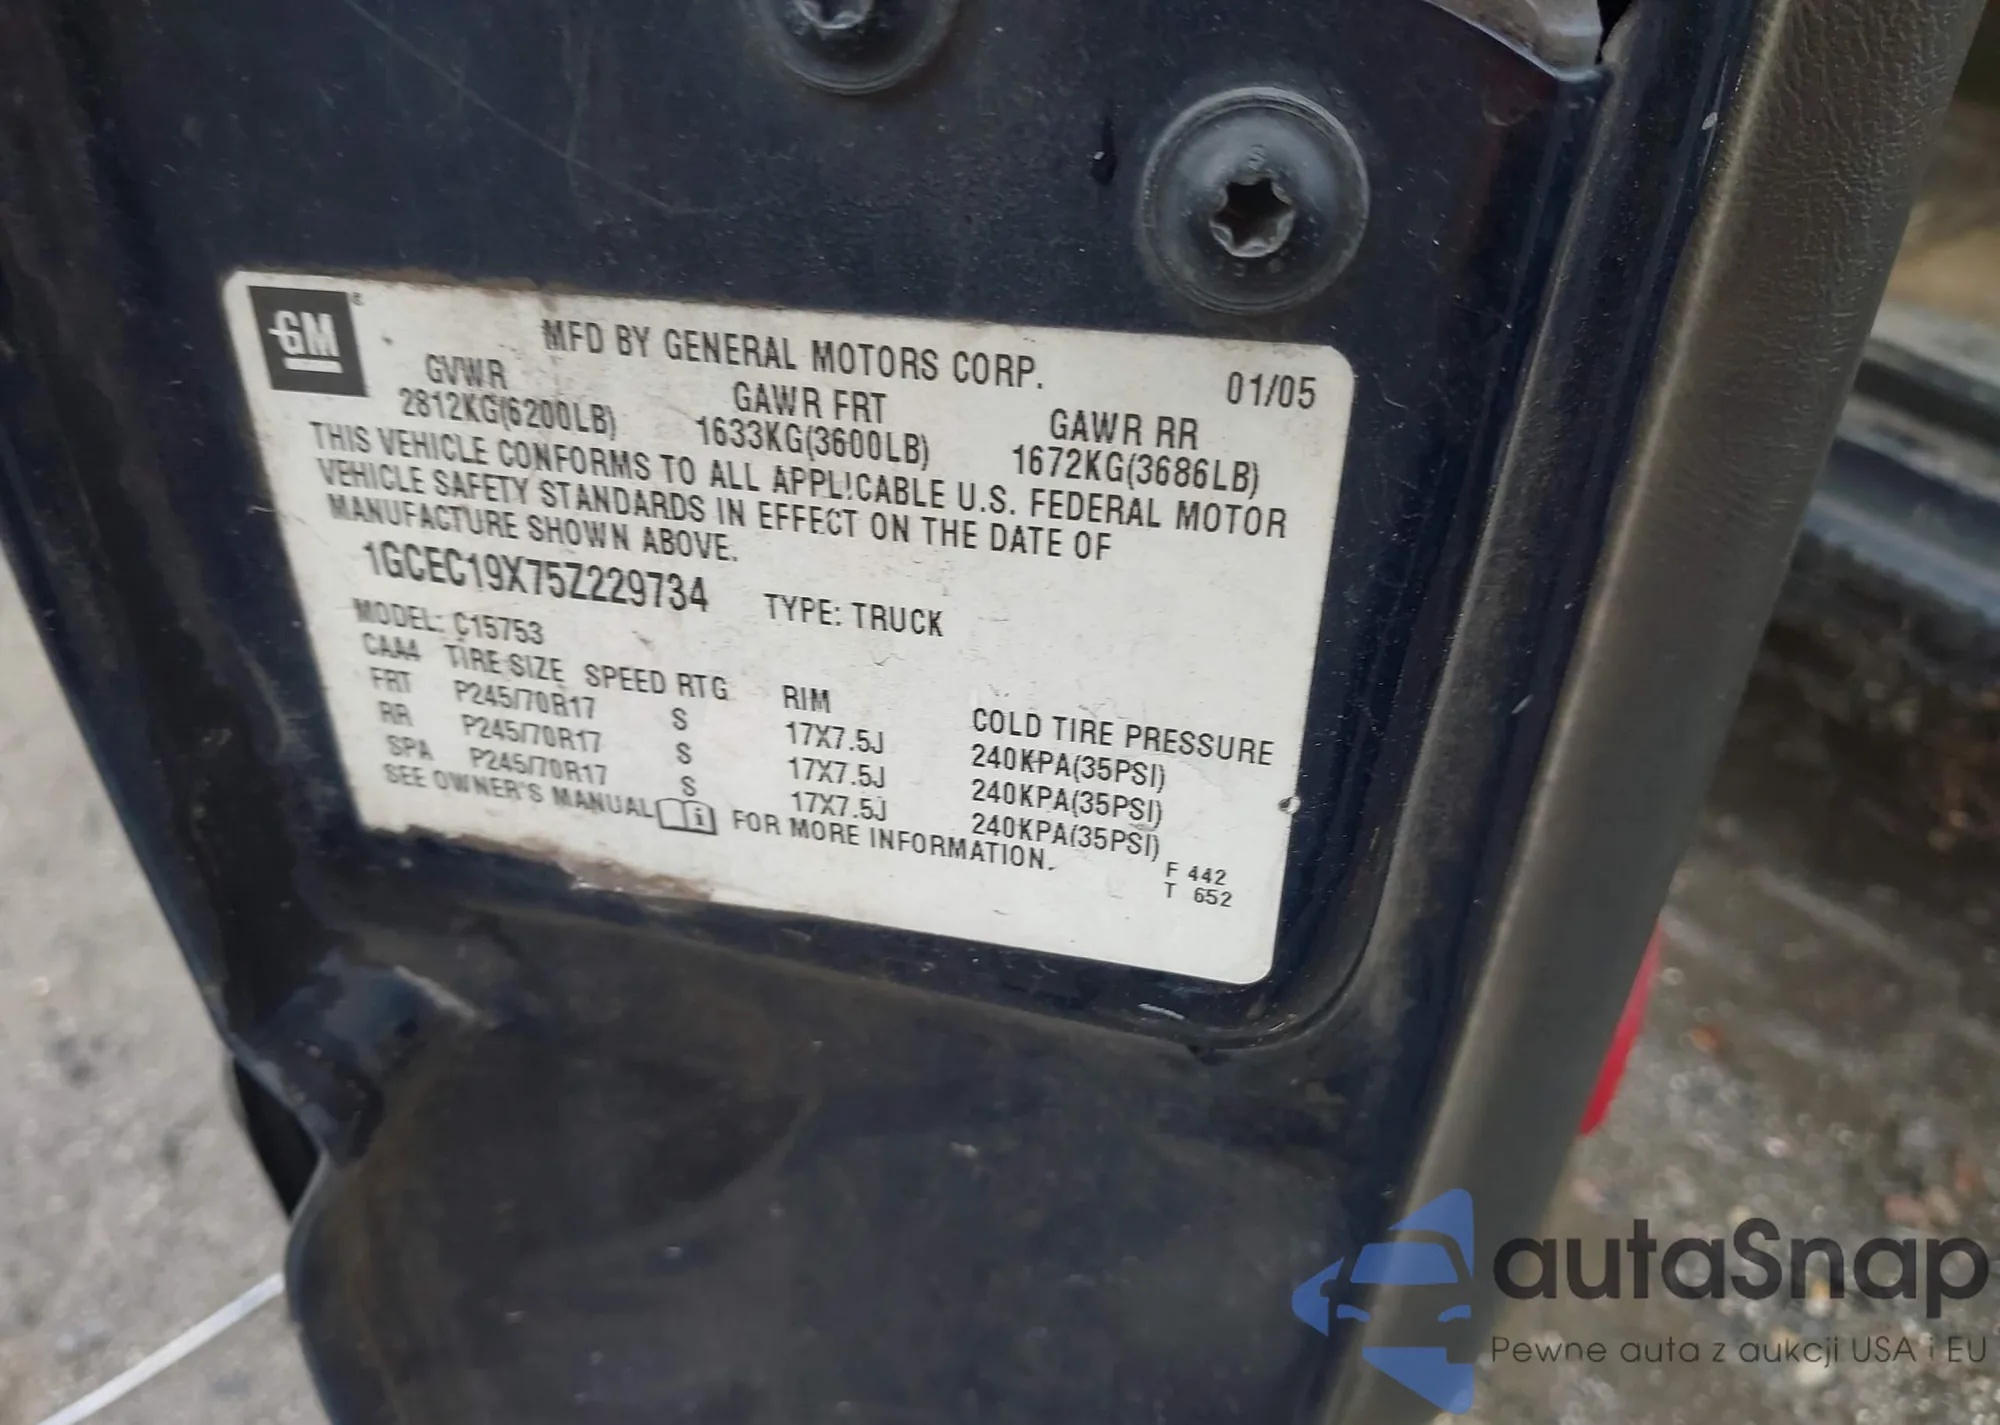 GM
MFD BY GENERAL MOTORS CORP. 01/05
GVWR GAWR FRT GAWR RR
2812KG(6200LB) 1633KG(3600LB) 1672KG(3686LB)
THIS VEHICLE CONFORMS TO ALL APPLICABLE U.S. FEDERAL MOTOR
VEHICLE SAFETY STANDARDS IN EFFECT ON THE DATE OF
MANUFACTURE SHOWN ABOVE.
1GCEC19X75Z229734 TYPE: TRUCK
MODEL: C15753
CAA4 TIRE SIZE SPEED RTG RIM COLD TIRE PRESSURE
FRT P245/70R17 S 17X7.5J 240KPA(35PSI)
RR P245/70R17 S 17X7.5J 240KPA(35PSI)
SPA P245/70R17 S 17X7.5J 240KPA(35PSI)
SEE OWNER'S MANUAL i FOR MORE INFORMATION.
F 442
T 652
autaSnap
Pewne auta z aukcji USA i EU